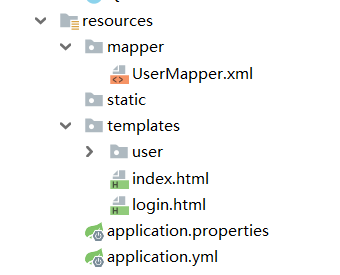 resources
mapper
UserMapper.xml
static
templates
user
index.html
login.html
application.properties
application.yml